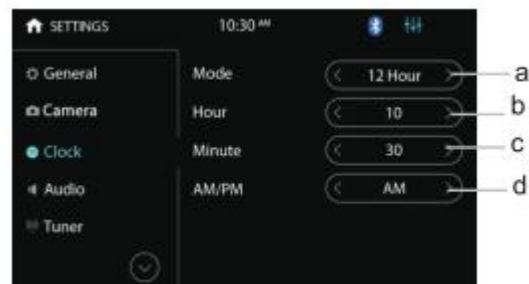 SETTINGS 10:30 AM
General Mode 12 Hour a
Camera Hour 10 b
Clock Minute 30 c
Audio AM/PM AM d
Tuner